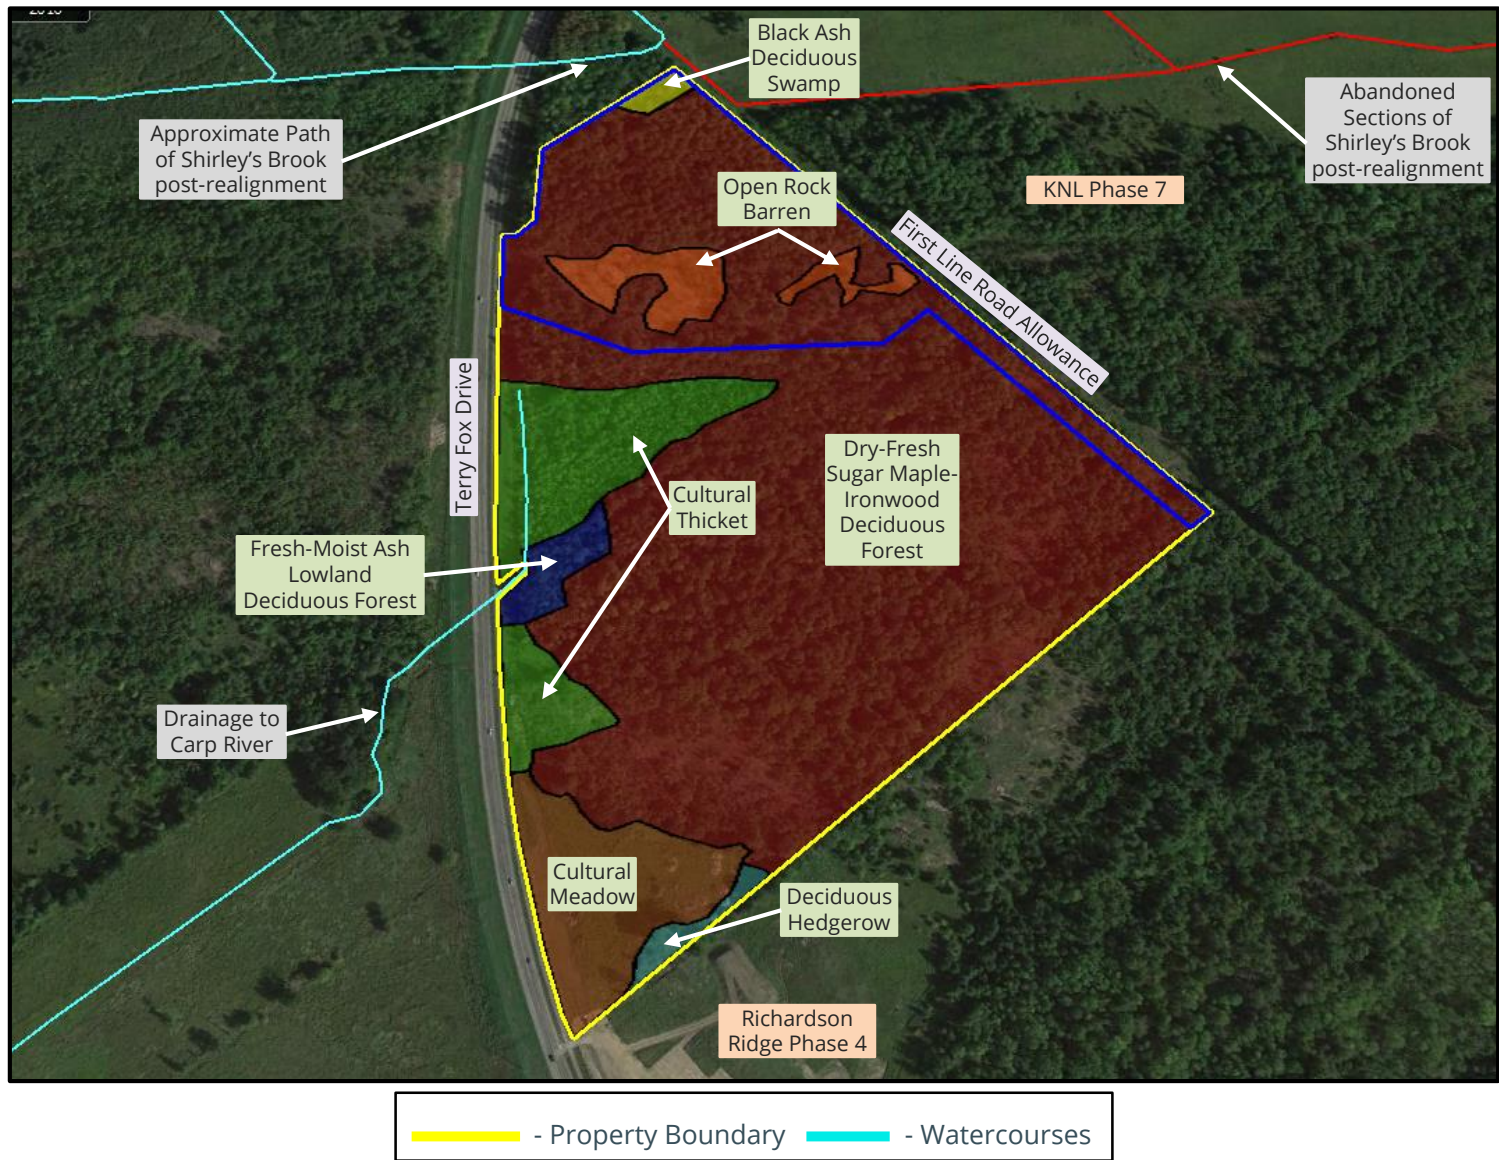 Black Ash
Deciduous
Swamp
Approximate Path
of Shirley's Brook
post-realignment
Abandoned
Sections of
Shirley's Brook
post-realignment
KNL Phase 7
Open Rock
Barren
First Line Road Allowance
Terry Fox Drive
Dry-Fresh
Sugar Maple-
Ironwood
Deciduous
Forest
Cultural
Thicket
Fresh-Moist Ash
Lowland
Deciduous Forest
Drainage to
Carp River
Cultural
Meadow
Deciduous
Hedgerow
Richardson
Ridge Phase 4
- Property Boundary
- Watercourses